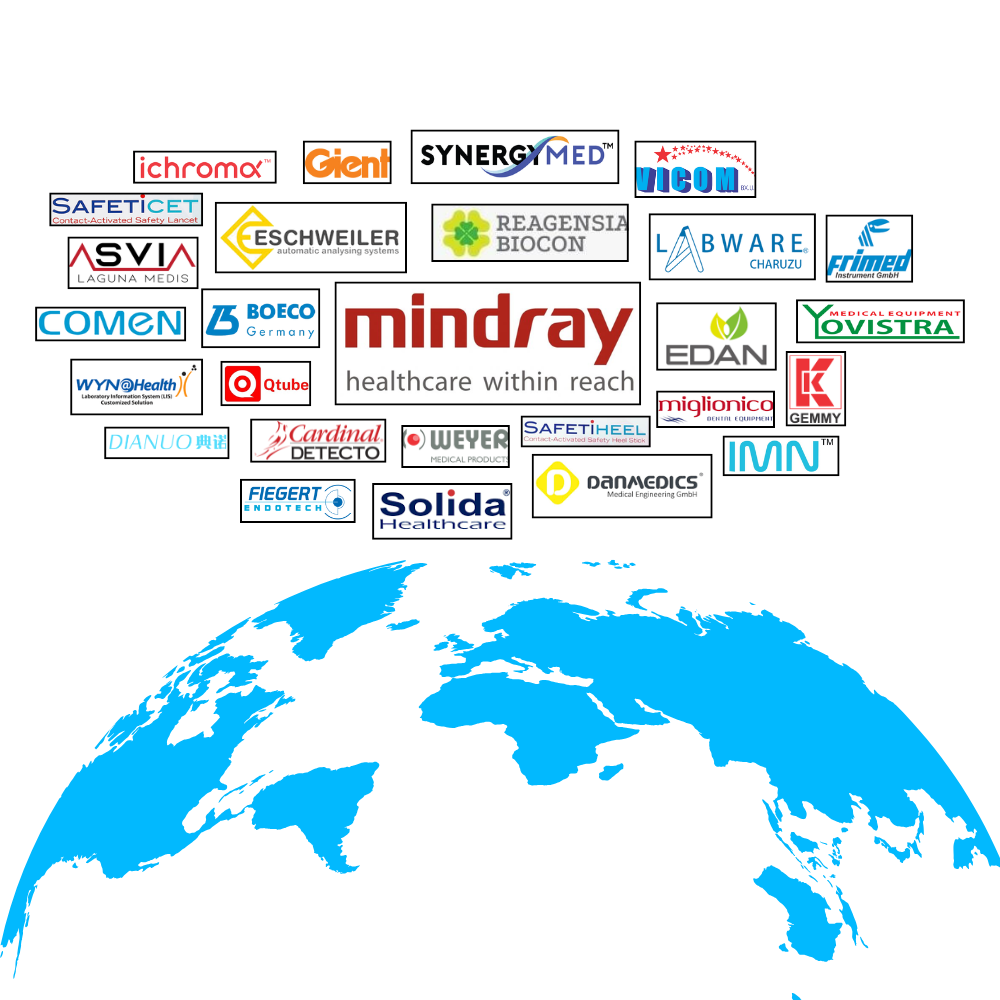 ichroma™
Gient
SYNERGYMED™
VICOM
SAFETICET
Contact-Activated Safety Lancet
ESCHWEILER
automatic analysing systems
REAGENSIA
BIOCON
LABWARE®
CHARUZU
frimed
Instrument GmbH
ASVIA
LAGUNA MEDIS
COMEN
BOECO
Germany
mindray
healthcare within reach
EDAN
MEDICAL EQUIPMENT
YOVISTRA
WYN@Health
Laboratory Information System (LIS)
Customized Solution
Qtube
miglionico
DENTAL EQUIPMENT
GEMMY
DIANUO 典诺
Cardinal
DETECTO
WEYER
MEDICAL PRODUCTS
SAFETIHEEL
Contact-Activated Safety Heel Stick
IMN™
FIEGERT
ENDOTECH
Solida®
Healthcare
DANMEDICS®
Medical Engineering GmbH